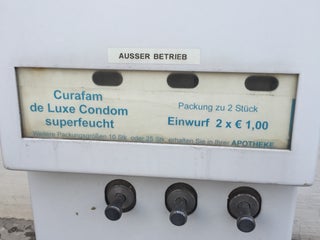 AUSSER BETRIEB
Curafam
de Luxe Condom
superfeucht
Packung zu 2 Stück
Einwurf 2 x € 1,00
Weitere Packungsgrößen 10 Stk. oder 25 Stk. erhalten Sie in Ihrer APOTHEKE